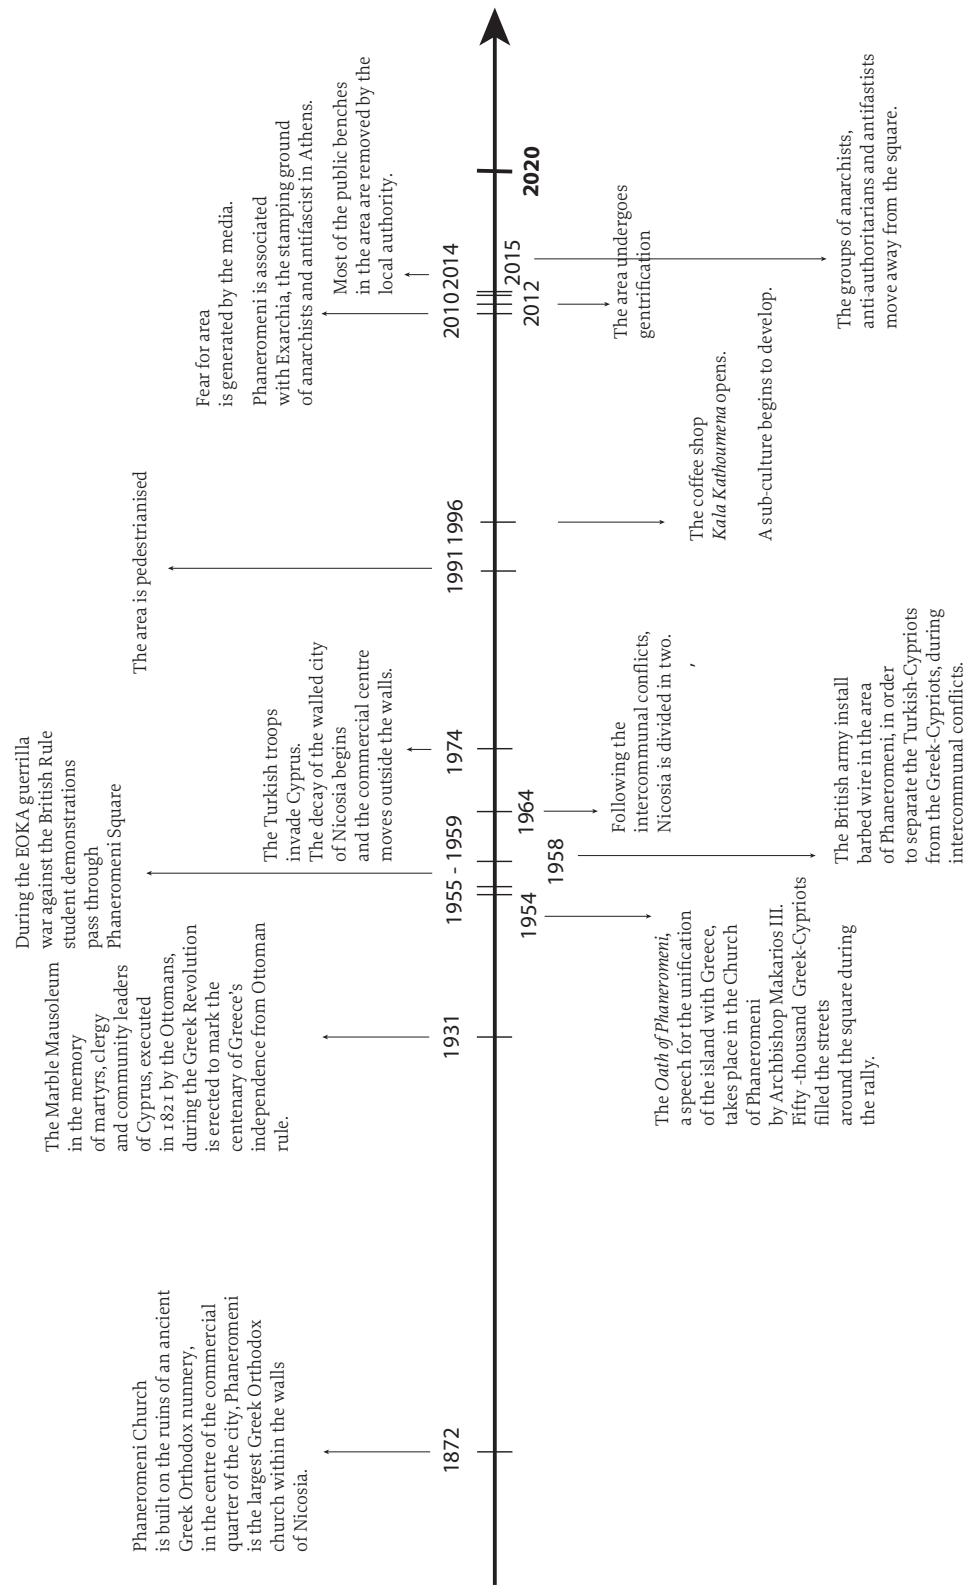 1872
Phaneromeni Church
is built on the ruins of an ancient
Greek Orthodox nunnery,
in the centre of the commercial
quarter of the city, Phaneromeni
is the largest Greek Orthodox
church within the walls
of Nicosia.
1931
The Marble Mausoleum
in the memory
of martyrs, clergy
and community leaders
of Cyprus, executed
in 1821 by the Ottomans,
during the Greek Revolution
is erected to mark the
centenary of Greece's
independence from Ottoman
rule.
1954
The Oath of Phaneromeni,
a speech for the unification
of the island with Greece,
takes place in the Church
of Phaneromeni
by Archbishop Makarios III.
Fifty -thousand Greek-Cypriots
filled the streets
around the square during
the rally.
1955 - 1959
During the EOKA guerrilla
war against the British Rule
student demonstrations
pass through
Phaneromeni Square
1958
The British army install
barbed wire in the area
of Phaneromeni, in order
to separate the Turkish-Cypriots
from the Greek-Cypriots, during
intercommunal conflicts.
1964
Following the
intercommunal conflicts,
Nicosia is divided in two.
,
1974
The Turkish troops
invade Cyprus.
The decay of the walled city
of Nicosia begins
and the commercial centre
moves outside the walls.
1991
The area is pedestrianised
1996
The coffee shop
Kala Kathoumena opens.
A sub-culture begins to develop.
2010
Fear for area
is generated by the media.
Phaneromeni is associated
with Exarchia, the stamping ground
of anarchists and antifascist in Athens.
2012
The area undergoes
gentrification
2014
Most of the public benches
in the area are removed by the
local authority.
2015
The groups of anarchists,
anti-authoritarians and antifastists
move away from the square.
2020